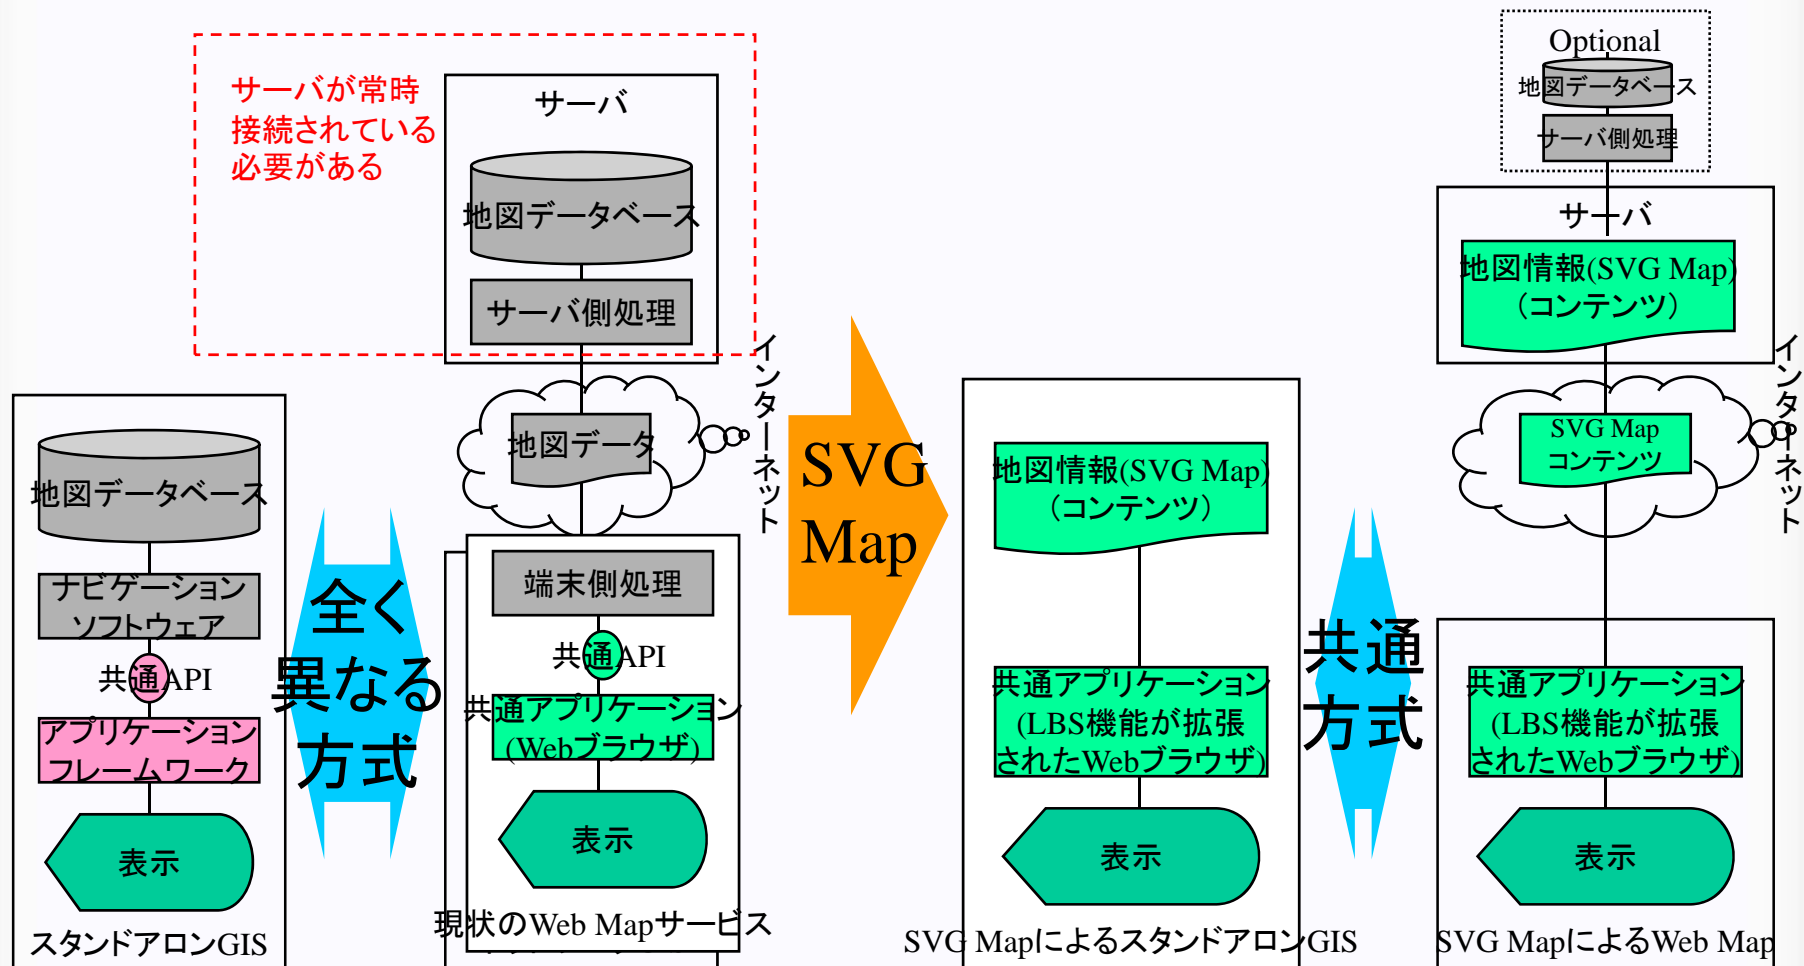 サーバが常時
接続されている
必要がある
サーバ
地図データベース
サーバ側処理
インターネット
地図データ
端末側処理
共通API
共通アプリケーション
(Webブラウザ)
表示
現状のWeb Mapサービス
地図データベース
ナビゲーション
ソフトウェア
共通API
アプリケーション
フレームワーク
表示
スタンドアロンGIS
全く
異なる
方式
SVG
Map
地図情報(SVG Map)
(コンテンツ)
共通アプリケーション
(LBS機能が拡張
されたWebブラウザ)
表示
SVG MapによるスタンドアロンGIS
共通
方式
Optional
地図データベース
サーバ側処理
サーバ
地図情報(SVG Map)
(コンテンツ)
インターネット
SVG Map
コンテンツ
共通アプリケーション
(LBS機能が拡張
されたWebブラウザ)
表示
SVG MapによるWeb Map